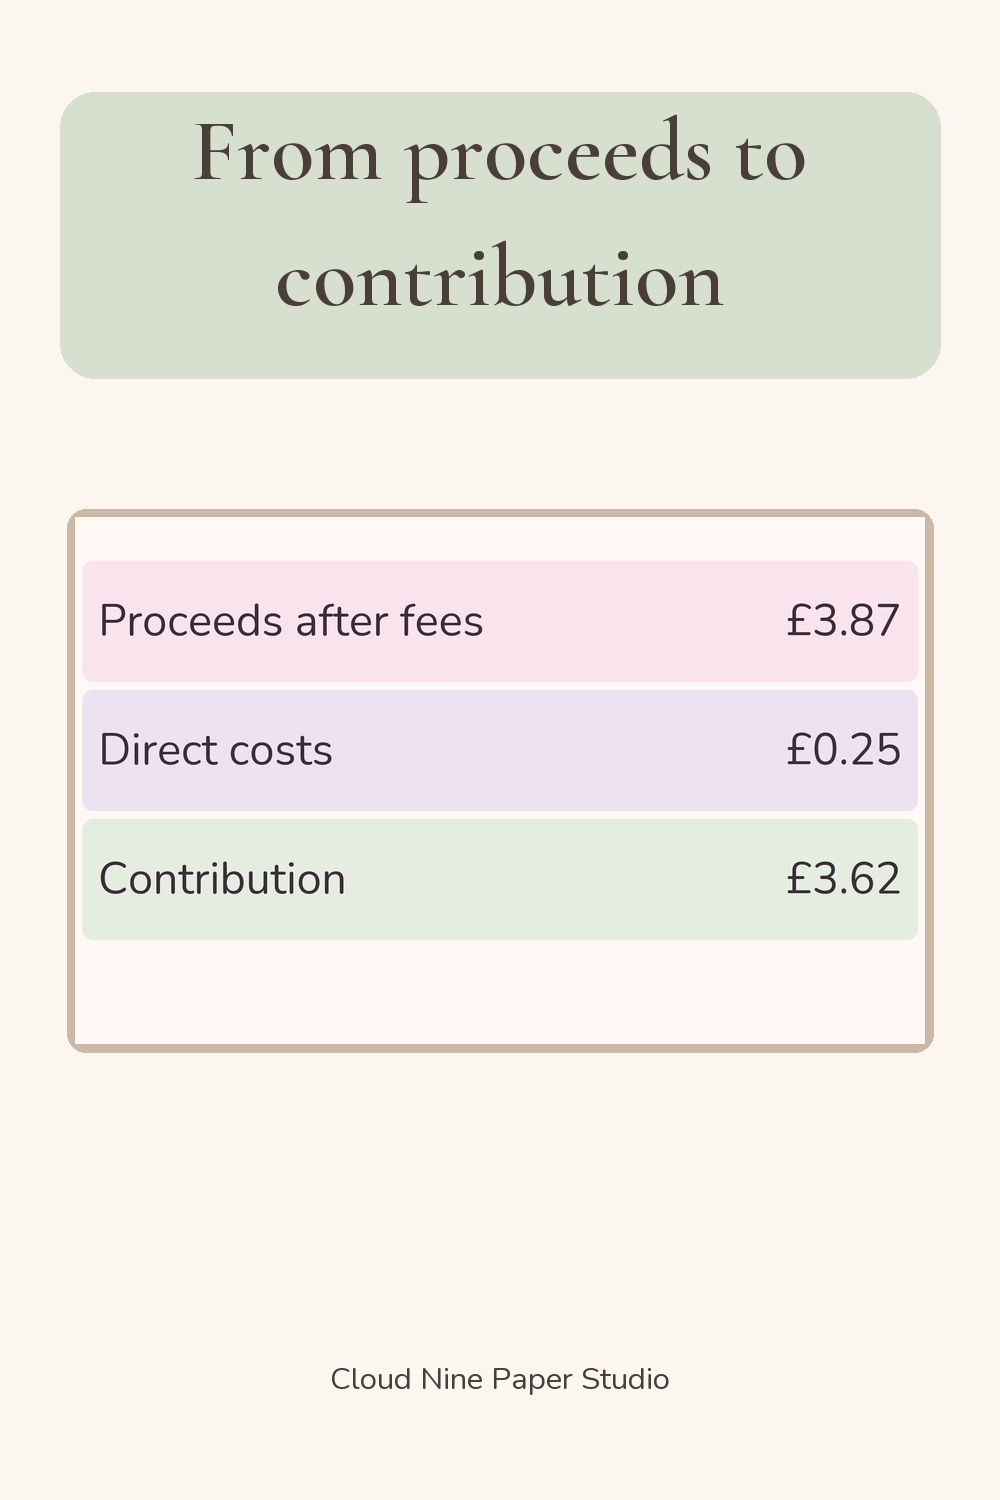 From proceeds to
contribution
Proceeds after fees £3.87
Direct costs £0.25
Contribution £3.62
Cloud Nine Paper Studio